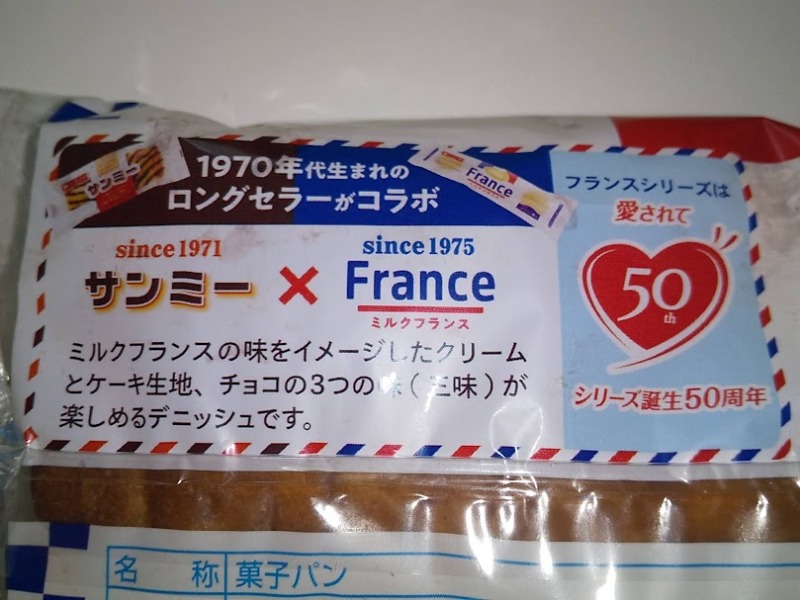 1970年代生まれの
ロングセラーがコラボ
サンミー
France
since1971
サンミー
×
since1975
France
ミルクフランス
ミルクフランスの味をイメージしたクリーム
とケーキ生地、チョコの3つの味(三味)が
楽しめるデニッシュです。
フランスシリーズは
愛されて
50th
シリーズ誕生50周年
名 称 菓子パン